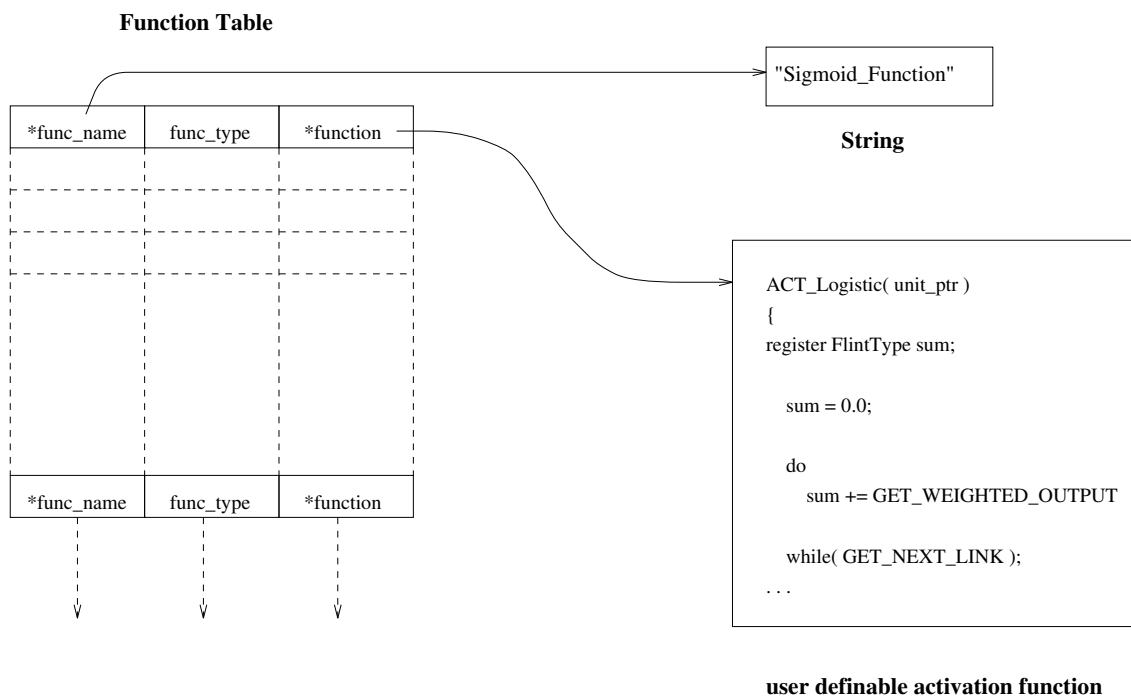 Function Table
"Sigmoid_Function"
*func_name func_type *function
String
ACT_Logistic( unit_ptr )
{
register FlintType sum;
sum = 0.0;
do
sum += GET_WEIGHTED_OUTPUT
while( GET_NEXT_LINK );
. . .
*func_name func_type *function
user definable activation function